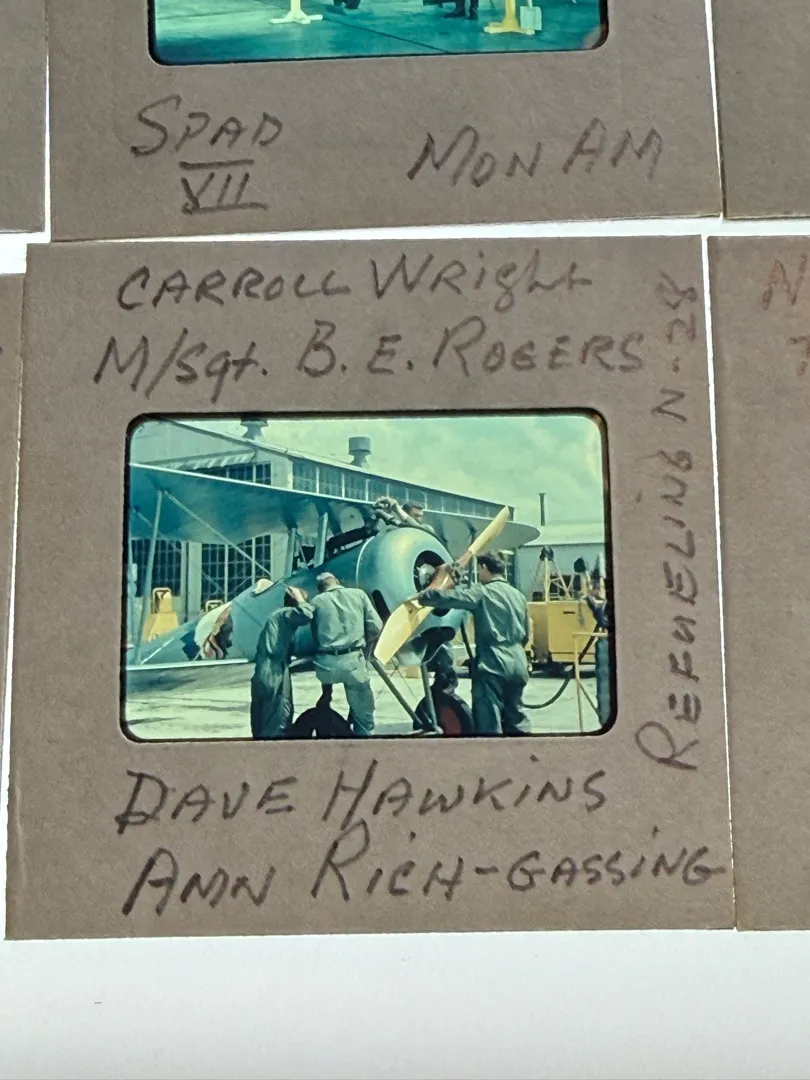 SPAD
VII
MON AM
CARROLL WRight
M/Sgt. B. E. ROGERS
REFUELING N-28
DAVE HAWKINS
AMN RICH-GASSING